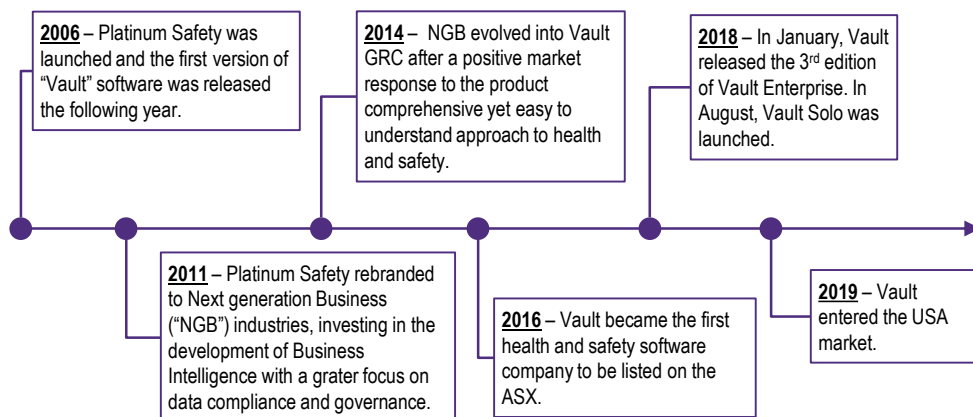 2006 – Platinum Safety was
launched and the first version of
“Vault” software was released
the following year.
2014 – NGB evolved into Vault
GRC after a positive market
response to the product
comprehensive yet easy to
understand approach to health
and safety.
2018 – In January, Vault
released the 3rd edition
of Vault Enterprise. In
August, Vault Solo was
launched.
2011 – Platinum Safety rebranded
to Next generation Business
(“NGB”) industries, investing in the
development of Business
Intelligence with a grater focus on
data compliance and governance.
2016 – Vault became the first
health and safety software
company to be listed on the
ASX.
2019 – Vault
entered the USA
market.